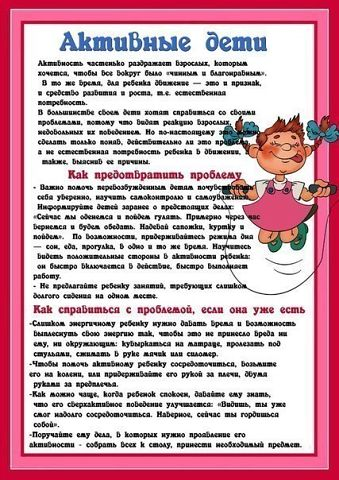 Активные дети
Активность частенько раздражает взрослых, которым
хочется, чтобы все вокруг было «чинным и благонравным».
В то же время, для ребенка движение — это и признак,
и средство развития и роста, т.е. естественная
потребность.
В большинстве своем дети хотят справиться со своими
проблемами, потому что видят реакцию взрослых,
недовольных их поведением. Но по-настоящему это можно
сделать только поняв, действительно ли это проблема,
а не естественная потребность ребенка в движении, а
также, выяснив ее причины.
Как предотвратить проблему
- Важно помочь перевозбужденным детям почувствовать
себя уверенно, научить самоконтролю и самоуважению.
Информируйте детей заранее о предстоящих делах:
«Сейчас мы оденемся и пойдем гулять. Примерно через час
вернемся и будем обедать. Надевай сапожки, куртку и
пойдем». По возможности, придерживайтесь режима дня
— сон, еда, прогулка, в одно и то же время. Научитесь
видеть положительные стороны в активности ребенка:
он быстро включается в действие, быстро выполняет
работу.
- Не предлагайте ребенку занятий, требующих слишком
долгого сидения на одном месте.
Как справиться с проблемой, если она уже есть
-Слишком энергичному ребенку нужно давать время и возможность
выплеснуть свою энергию так, чтобы это не принесло вреда ни
ему, ни окружающим: кувыркаться на матраце, пролезать под
стульями, сжимать в руке мячик или силомер.
-Чтобы помочь активному ребенку сосредоточиться, возьмите
его на колени, или придерживайте его рукой за плечи, двумя
руками за предплечья.
-Как можно чаще, когда ребенок спокоен, давайте ему знать,
что его сверхактивное поведение улучшается: «Видишь, ты уже
смог надолго сосредоточиться. Наверное, сейчас ты гордишься
собой».
-Поручайте ему дела, в которых нужно проявление его
активности - собрать всех к столу, принести необходимый предмет.